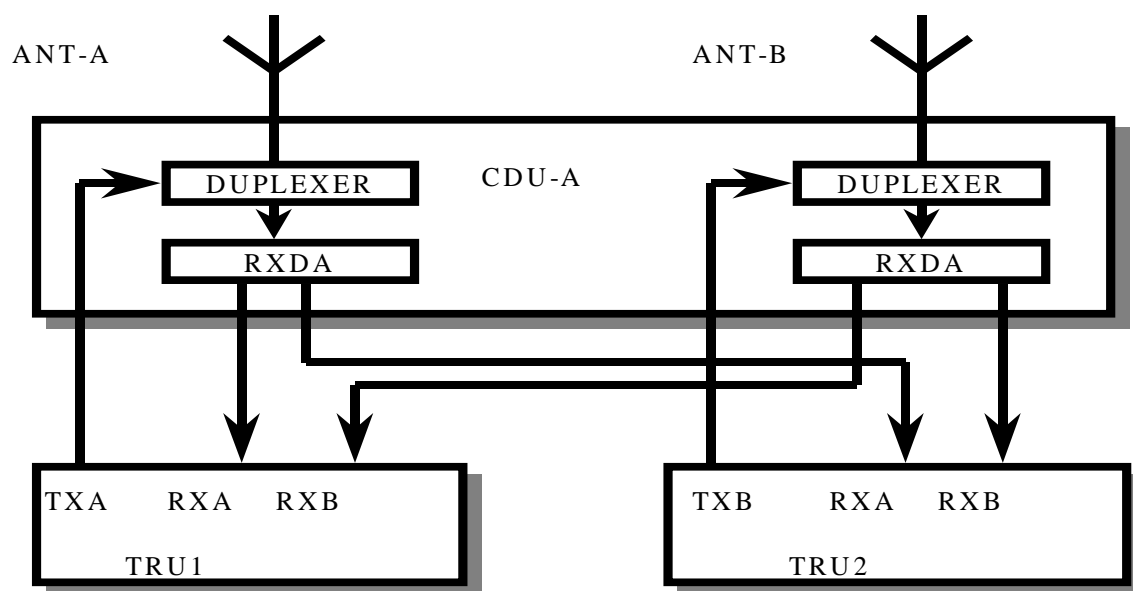 ANT-A
ANT-B
CDU-A
DUPLEXER
DUPLEXER
RXDA
RXDA
TXA RXA RXB
TXB RXA RXB
TRU1
TRU2